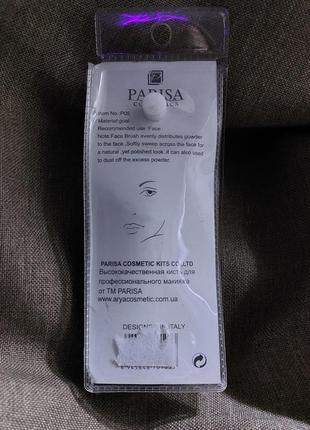 PARISA
COSMETICS
Item No.: P05
Material:goat
Recommended use :Face
Note:Face Brush evenly distributes powder
to the face .Softly sweep across the face for
a natural ,yet polished look. it can also used
to dust off the excess powder.
PARISA COSMETIC KITS CO.,LTD
Высококачественная кисть для
профессионального макияжа
от ТМ PARISA
www.aryacosmetic.com.ua
DESIGNED IN ITALY